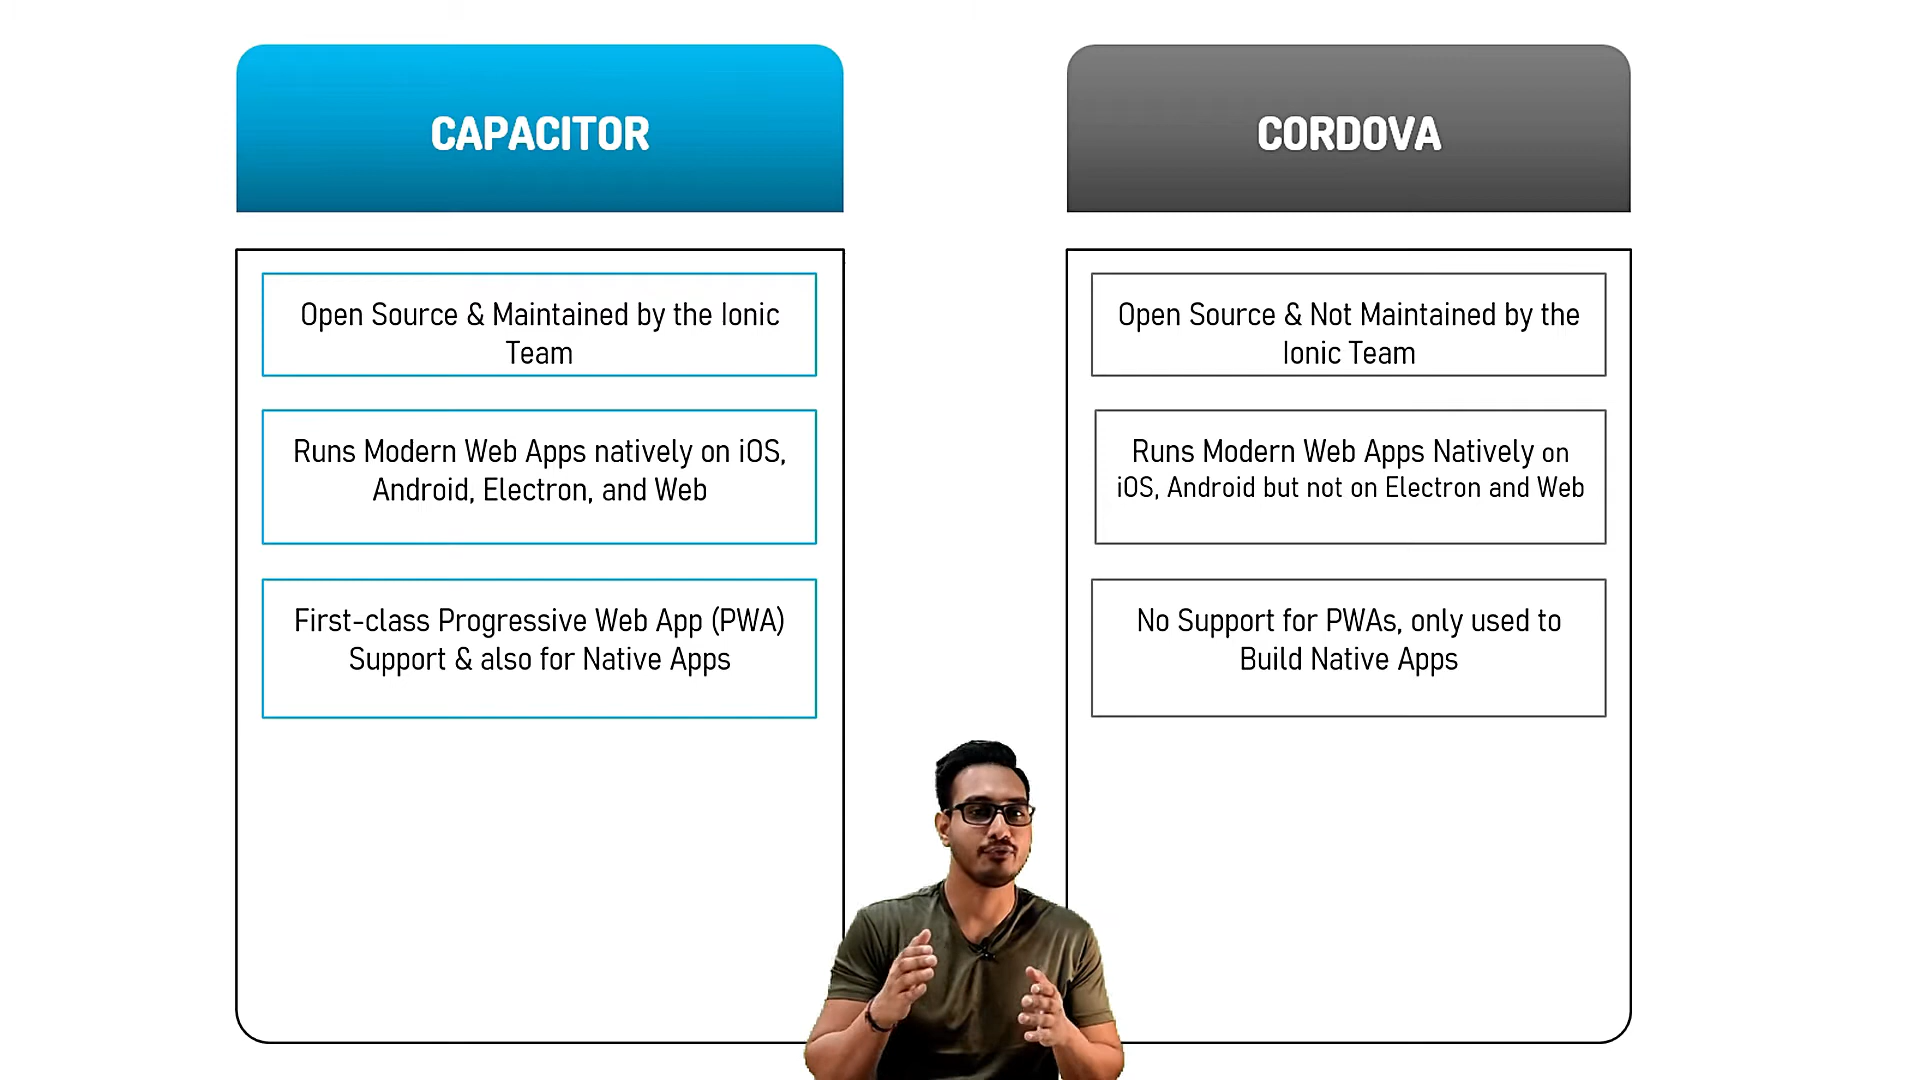 CAPACITOR
Open Source & Maintained by the Ionic
Team
Runs Modern Web Apps natively on iOS,
Android, Electron, and Web
First-class Progressive Web App (PWA)
Support & also for Native Apps
CORDOVA
Open Source & Not Maintained by the
Ionic Team
Runs Modern Web Apps Natively on
iOS, Android but not on Electron and Web
No Support for PWAs, only used to
Build Native Apps